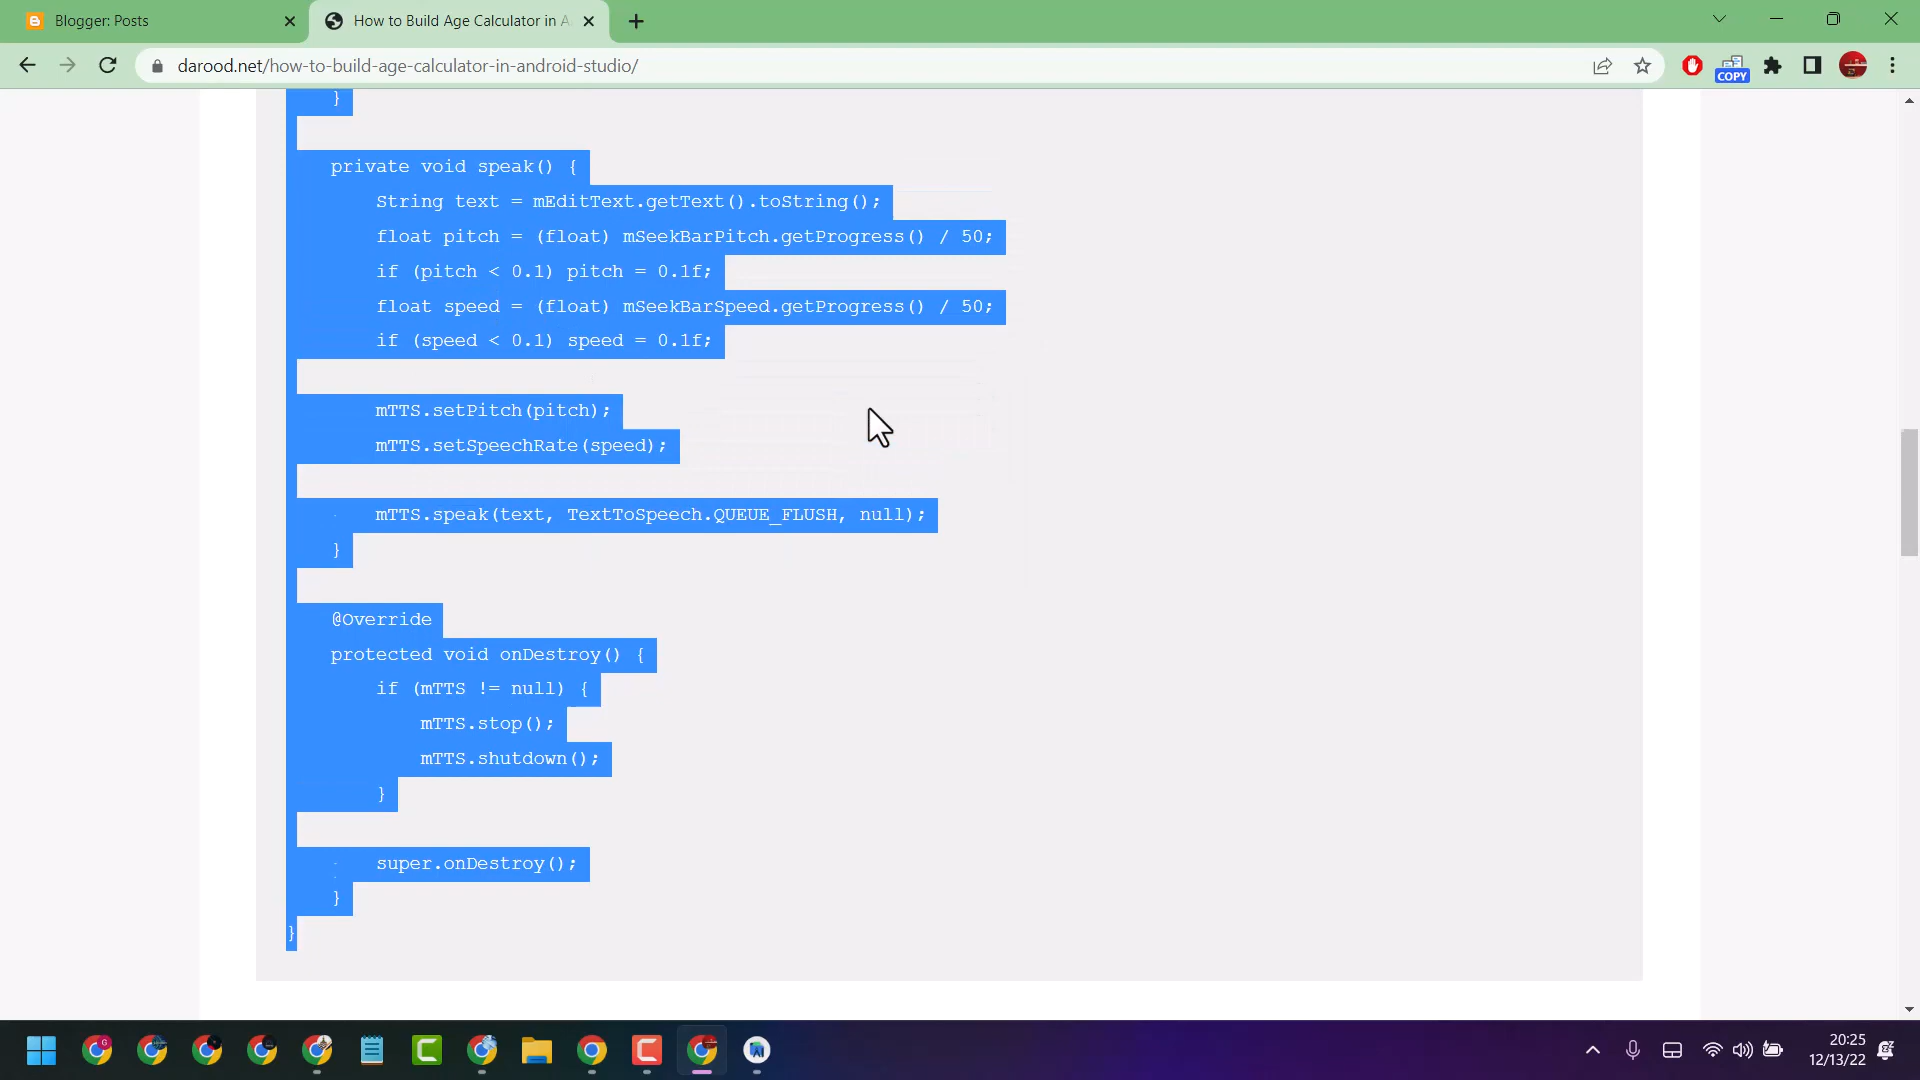 Blogger: Posts
How to Build Age Calculator in A
darood.net/how-to-build-age-calculator-in-android-studio/
COPY
}
private void speak() {
String text = mEditText.getText().toString();
float pitch = (float) mSeekBarPitch.getProgress() / 50;
if (pitch < 0.1) pitch = 0.1f;
float speed = (float) mSeekBarSpeed.getProgress() / 50;
if (speed < 0.1) speed = 0.1f;
mTTS.setPitch(pitch);
mTTS.setSpeechRate(speed);
mTTS.speak(text, TextToSpeech.QUEUE_FLUSH, null);
}
@Override
protected void onDestroy() {
if (mTTS != null) {
mTTS.stop();
mTTS.shutdown();
}
super.onDestroy();
}
}
20:25
12/13/22